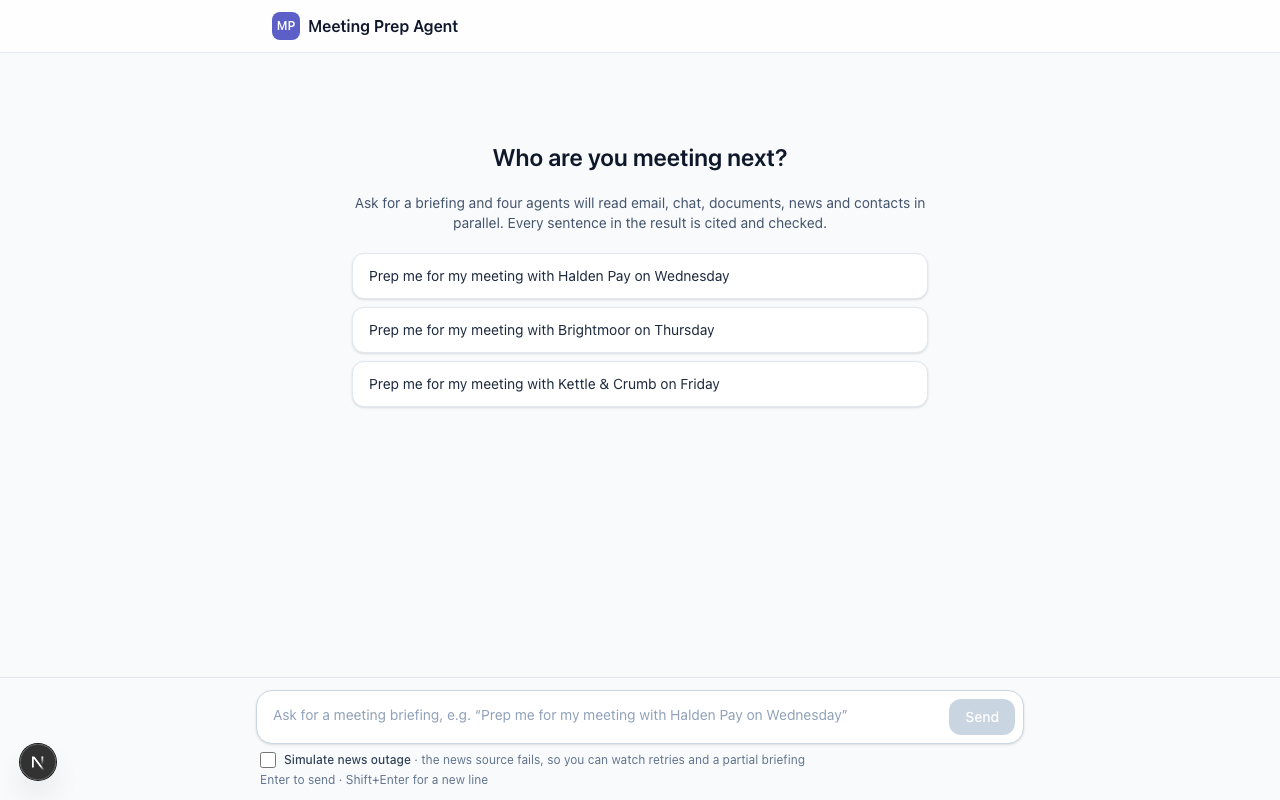 MP Meeting Prep Agent
Who are you meeting next?
Ask for a briefing and four agents will read email, chat, documents, news and contacts in
parallel. Every sentence in the result is cited and checked.
Prep me for my meeting with Halden Pay on Wednesday
Prep me for my meeting with Brightmoor on Thursday
Prep me for my meeting with Kettle & Crumb on Friday
Ask for a meeting briefing, e.g. “Prep me for my meeting with Halden Pay on Wednesday”
Send
Simulate news outage · the news source fails, so you can watch retries and a partial briefing
Enter to send · Shift+Enter for a new line
N